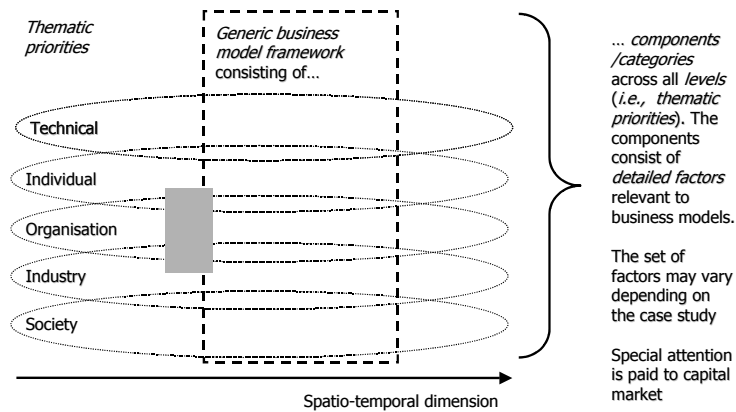 Thematic
priorities
Generic business
model framework
consisting of…
Technical
Individual
Organisation
Industry
Society
Spatio-temporal dimension
… components
/categories
across all levels
(i.e., thematic
priorities). The
components
consist of
detailed factors
relevant to
business models.
The set of
factors may vary
depending on
the case study
Special attention
is paid to capital
market